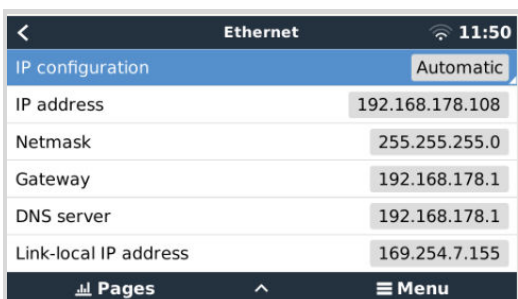 Ethernet 11:50
IP configuration Automatic
IP address 192.168.178.108
Netmask 255.255.255.0
Gateway 192.168.178.1
DNS server 192.168.178.1
Link-local IP address 169.254.7.155
Pages Menu